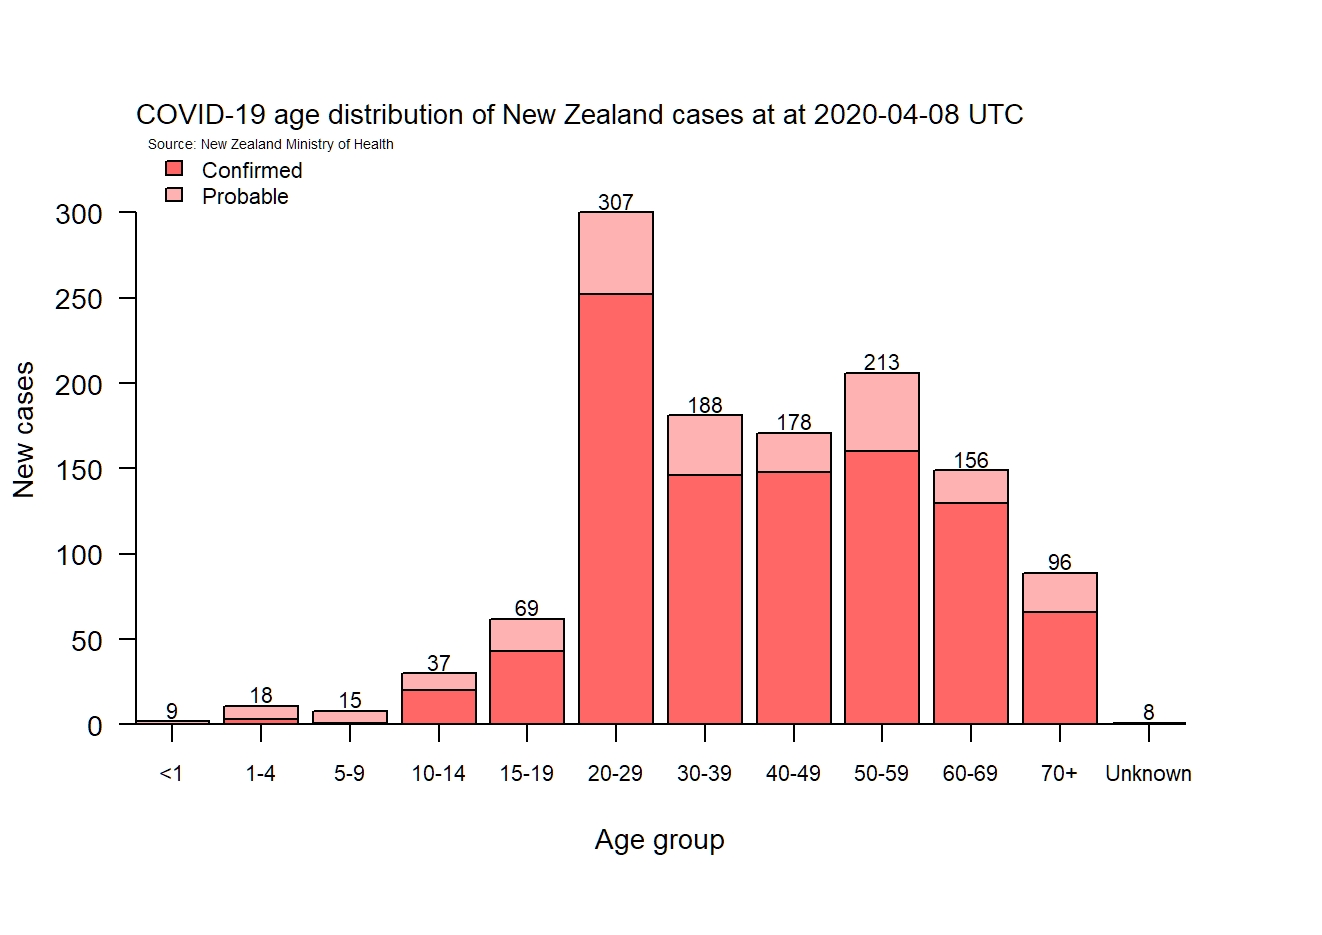 COVID-19 age distribution of New Zealand cases at at 2020-04-08 UTC
Source: New Zealand Ministry of Health
Confirmed
Probable
New cases
300
250
200
150
100
50
0
9
18
15
37
69
307
188
178
213
156
96
8
<1 1-4 5-9 10-14 15-19 20-29 30-39 40-49 50-59 60-69 70+ Unknown
Age group